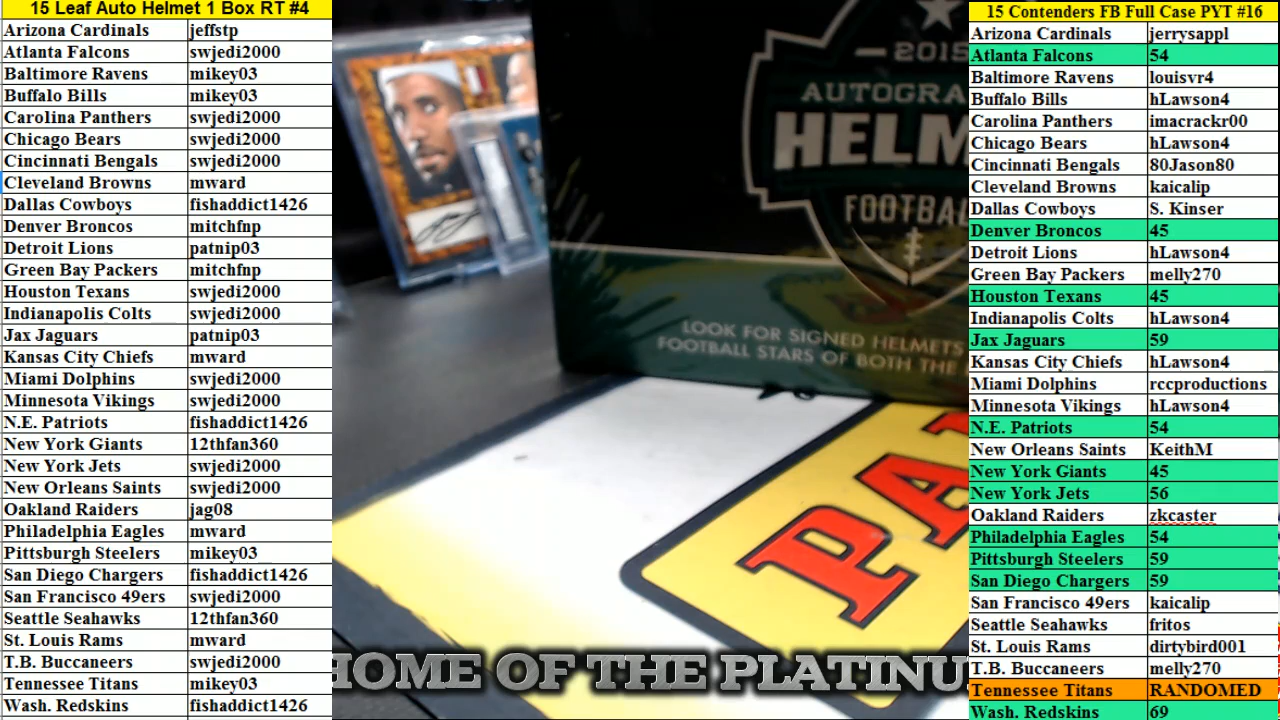 15 Leaf Auto Helmet 1 Box RT #4
Arizona Cardinals jeffstp
Atlanta Falcons swjedi2000
Baltimore Ravens mikey03
Buffalo Bills mikey03
Carolina Panthers swjedi2000
Chicago Bears swjedi2000
Cincinnati Bengals swjedi2000
Cleveland Browns mward
Dallas Cowboys fishaddict1426
Denver Broncos mitchfnp
Detroit Lions patnip03
Green Bay Packers mitchfnp
Houston Texans swjedi2000
Indianapolis Colts swjedi2000
Jax Jaguars patnip03
Kansas City Chiefs mward
Miami Dolphins swjedi2000
Minnesota Vikings swjedi2000
N.E. Patriots fishaddict1426
New York Giants 12thfan360
New York Jets swjedi2000
New Orleans Saints swjedi2000
Oakland Raiders jag08
Philadelphia Eagles mward
Pittsburgh Steelers mikey03
San Diego Chargers fishaddict1426
San Francisco 49ers swjedi2000
Seattle Seahawks 12thfan360
St. Louis Rams mward
T.B. Buccaneers swjedi2000
Tennessee Titans mikey03
Wash. Redskins fishaddict1426
2015
AUTOGRA
HELM
FOOTBAL
LOOK FOR SIGNED HELMETS
FOOTBALL STARS OF BOTH THE
PA
HOME OF THE PLATINU
15 Contenders FB Full Case PYT #16
Arizona Cardinals jerrysappl
Atlanta Falcons 54
Baltimore Ravens louisvr4
Buffalo Bills hLawson4
Carolina Panthers imacrackr00
Chicago Bears hLawson4
Cincinnati Bengals 80Jason80
Cleveland Browns kaicalip
Dallas Cowboys S. Kinser
Denver Broncos 45
Detroit Lions hLawson4
Green Bay Packers melly270
Houston Texans 45
Indianapolis Colts hLawson4
Jax Jaguars 59
Kansas City Chiefs hLawson4
Miami Dolphins rccproductions
Minnesota Vikings hLawson4
N.E. Patriots 54
New Orleans Saints KeithM
New York Giants 45
New York Jets 56
Oakland Raiders zkcaster
Philadelphia Eagles 54
Pittsburgh Steelers 59
San Diego Chargers 59
San Francisco 49ers kaicalip
Seattle Seahawks fritos
St. Louis Rams dirtybird001
T.B. Buccaneers melly270
Tennessee Titans RANDOMED
Wash. Redskins 69